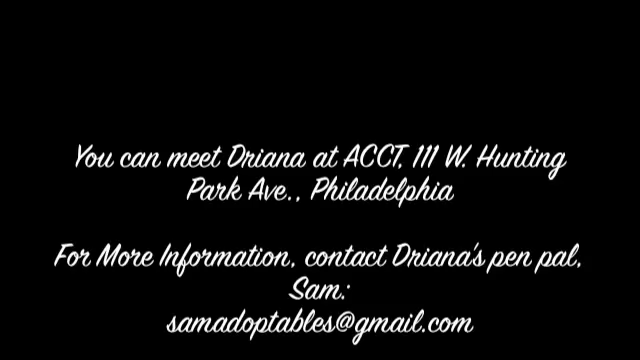 You can meet Driana at ACCT, 111 W. Hunting
Park Ave., Philadelphia
For More Information, contact Driana's pen pal,
Sam:
samadoptables@gmail.com